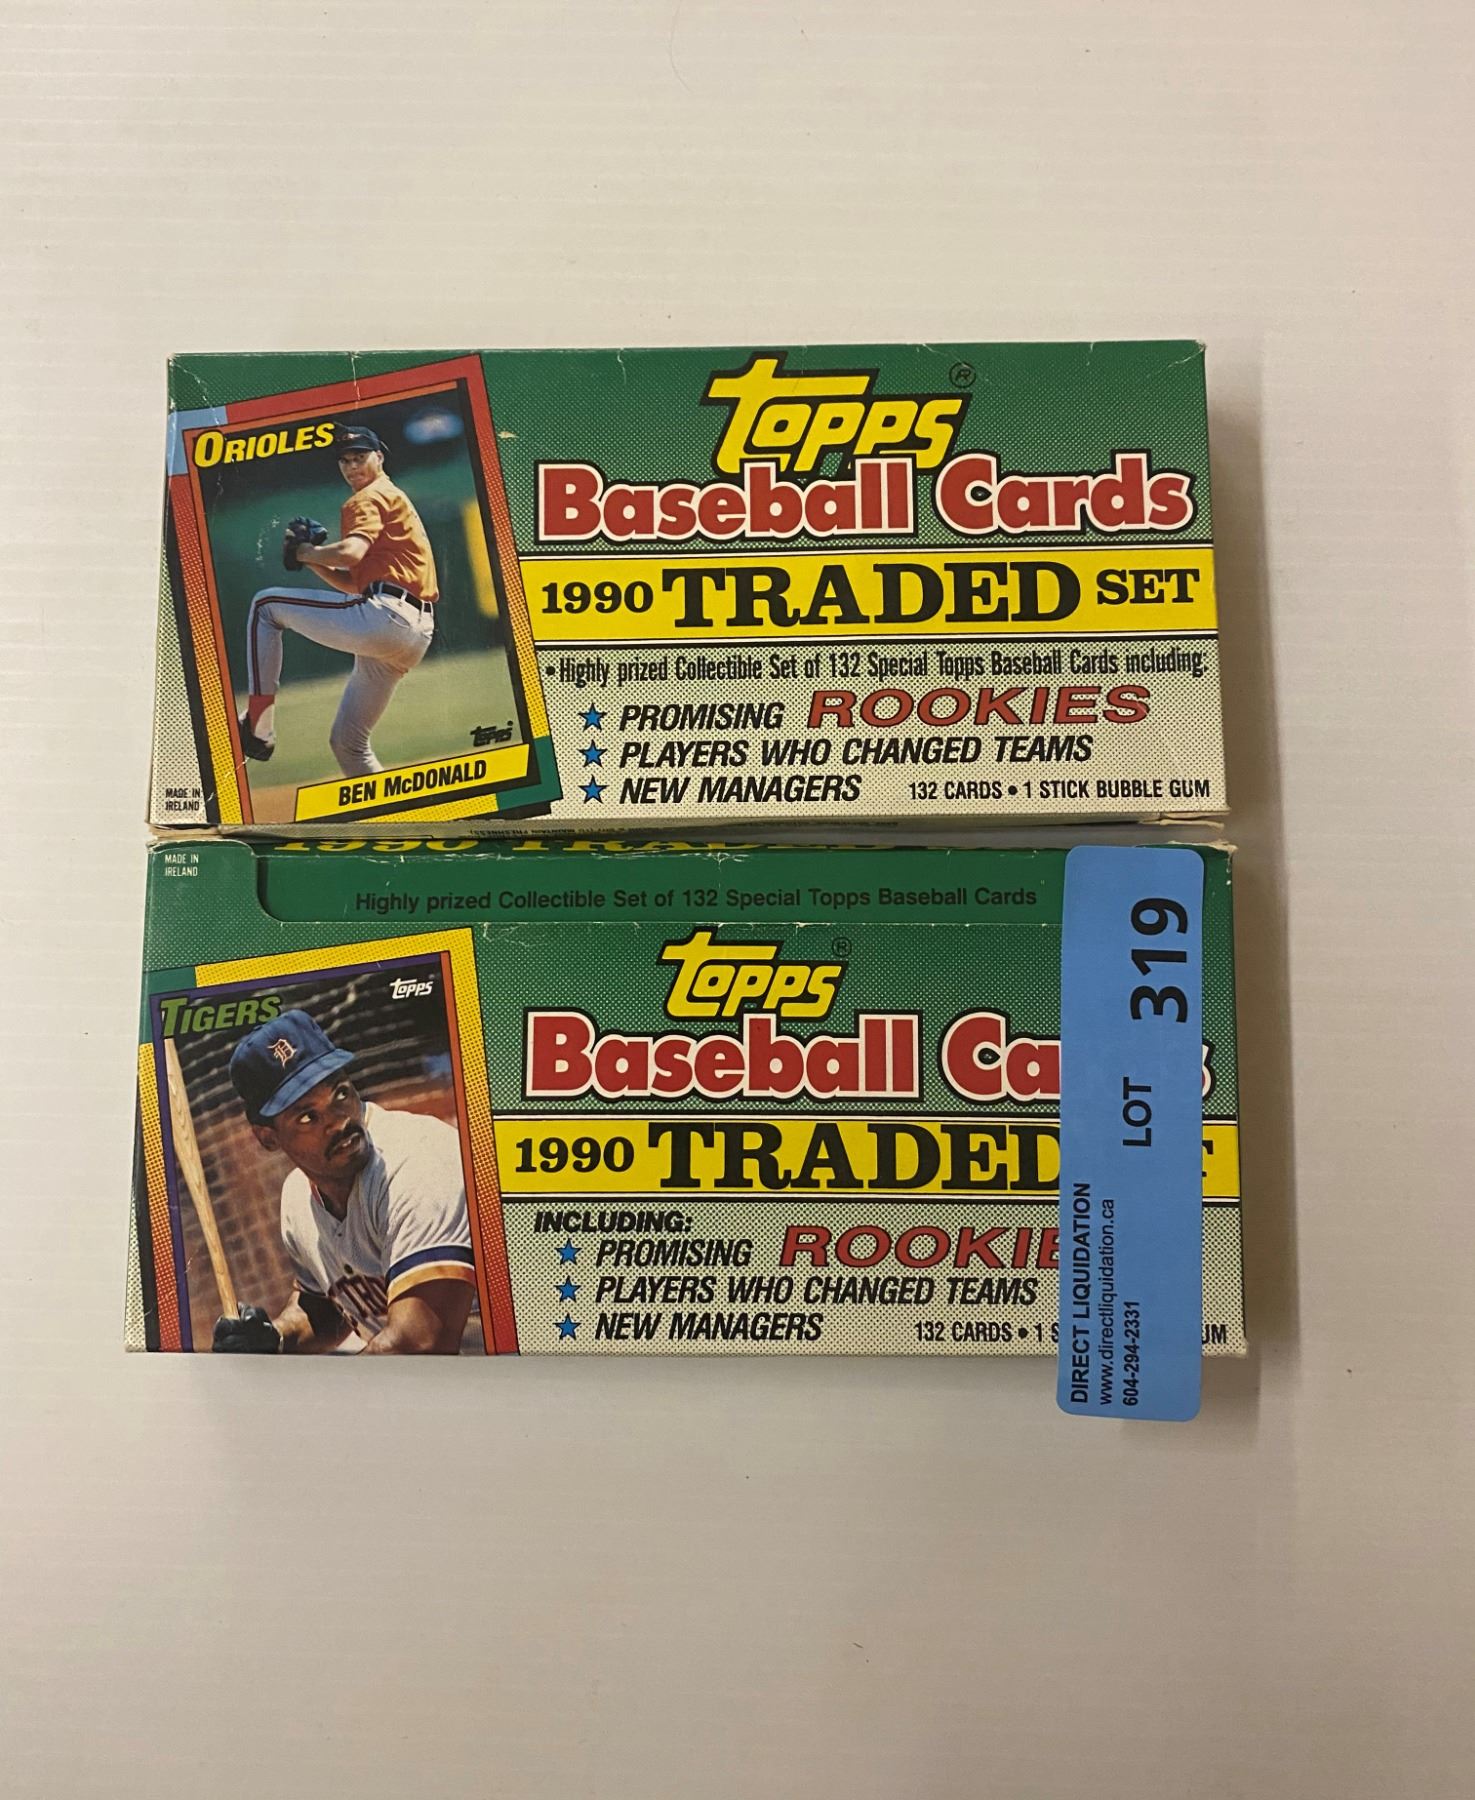 ORIOLES
Topps
BEN McDONALD
MADE IN
IRELAND
Topps ®
Baseball Cards
1990 TRADED SET
• Highly prized Collectible Set of 132 Special Topps Baseball Cards including:
★ PROMISING ROOKIES
★ PLAYERS WHO CHANGED TEAMS
★ NEW MANAGERS 132 CARDS • 1 STICK BUBBLE GUM
1990 TRADED
MADE IN
IRELAND
Highly prized Collectible Set of 132 Special Topps Baseball Cards
TIGERS
Topps
D
Topps ®
Baseball Ca s
1990 TRADED T
INCLUDING:
★ PROMISING ROOKIE
★ PLAYERS WHO CHANGED TEAMS
★ NEW MANAGERS 132 CARDS • 1 S UM
LOT 319
DIRECT LIQUIDATION
www.directliquidation.ca
604-294-2331